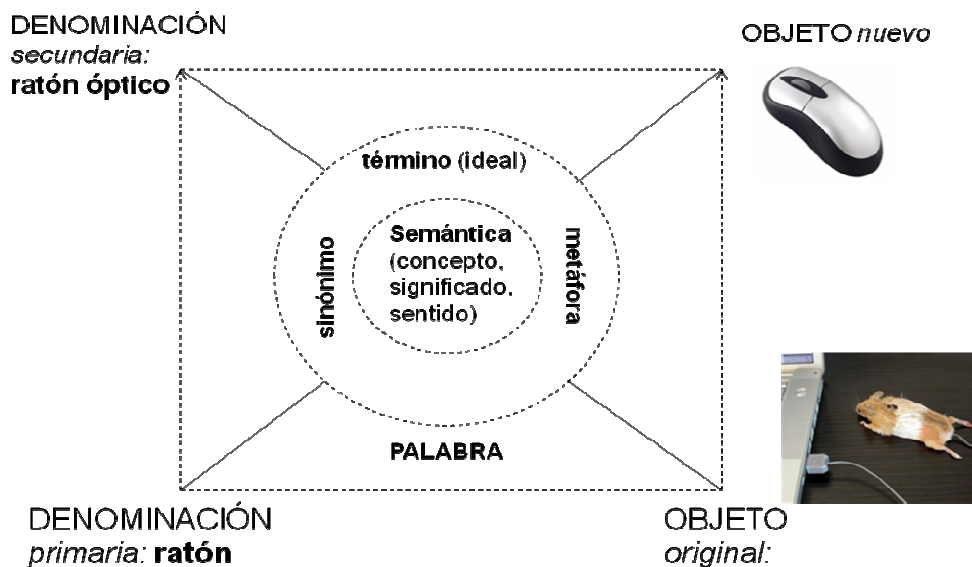 DENOMINACIÓN
secundaria:
ratón óptico
OBJETO nuevo
término (ideal)
sinónimo
Semántica
(concepto,
significado,
sentido)
metáfora
PALABRA
DENOMINACIÓN
primaria: ratón
OBJETO
original: